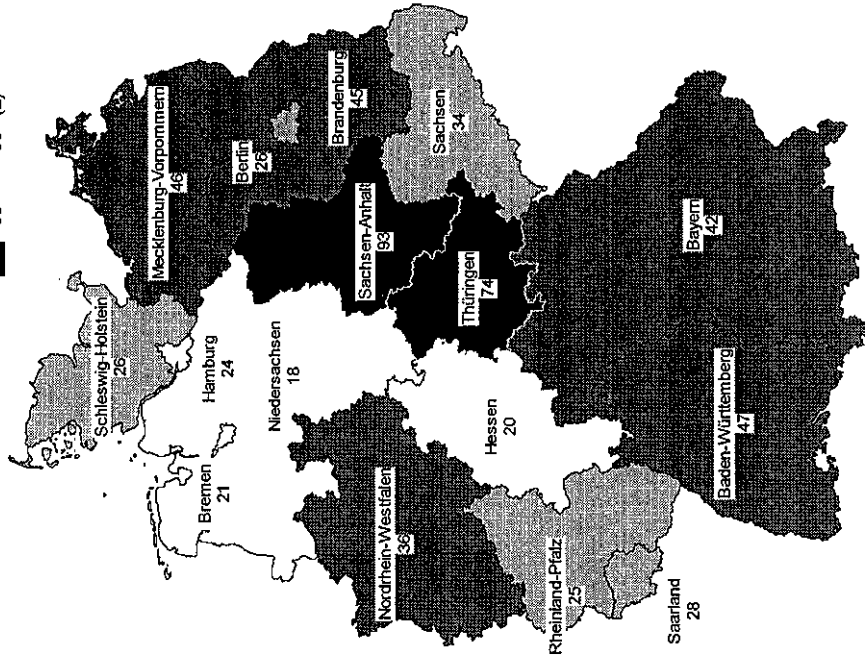 Schleswig-Holstein
26
Mecklenburg-Vorpommern
46
Hamburg
24
Bremen
21
Berlin
26
Niedersachsen
18
Brandenburg
45
Sachsen-Anhalt
93
Nordrhein-Westfalen
36
Sachsen
34
Thüringen
74
Hessen
20
Rheinland-Pfalz
25
Saarland
28
Bayern
42
Baden-Württemberg
47